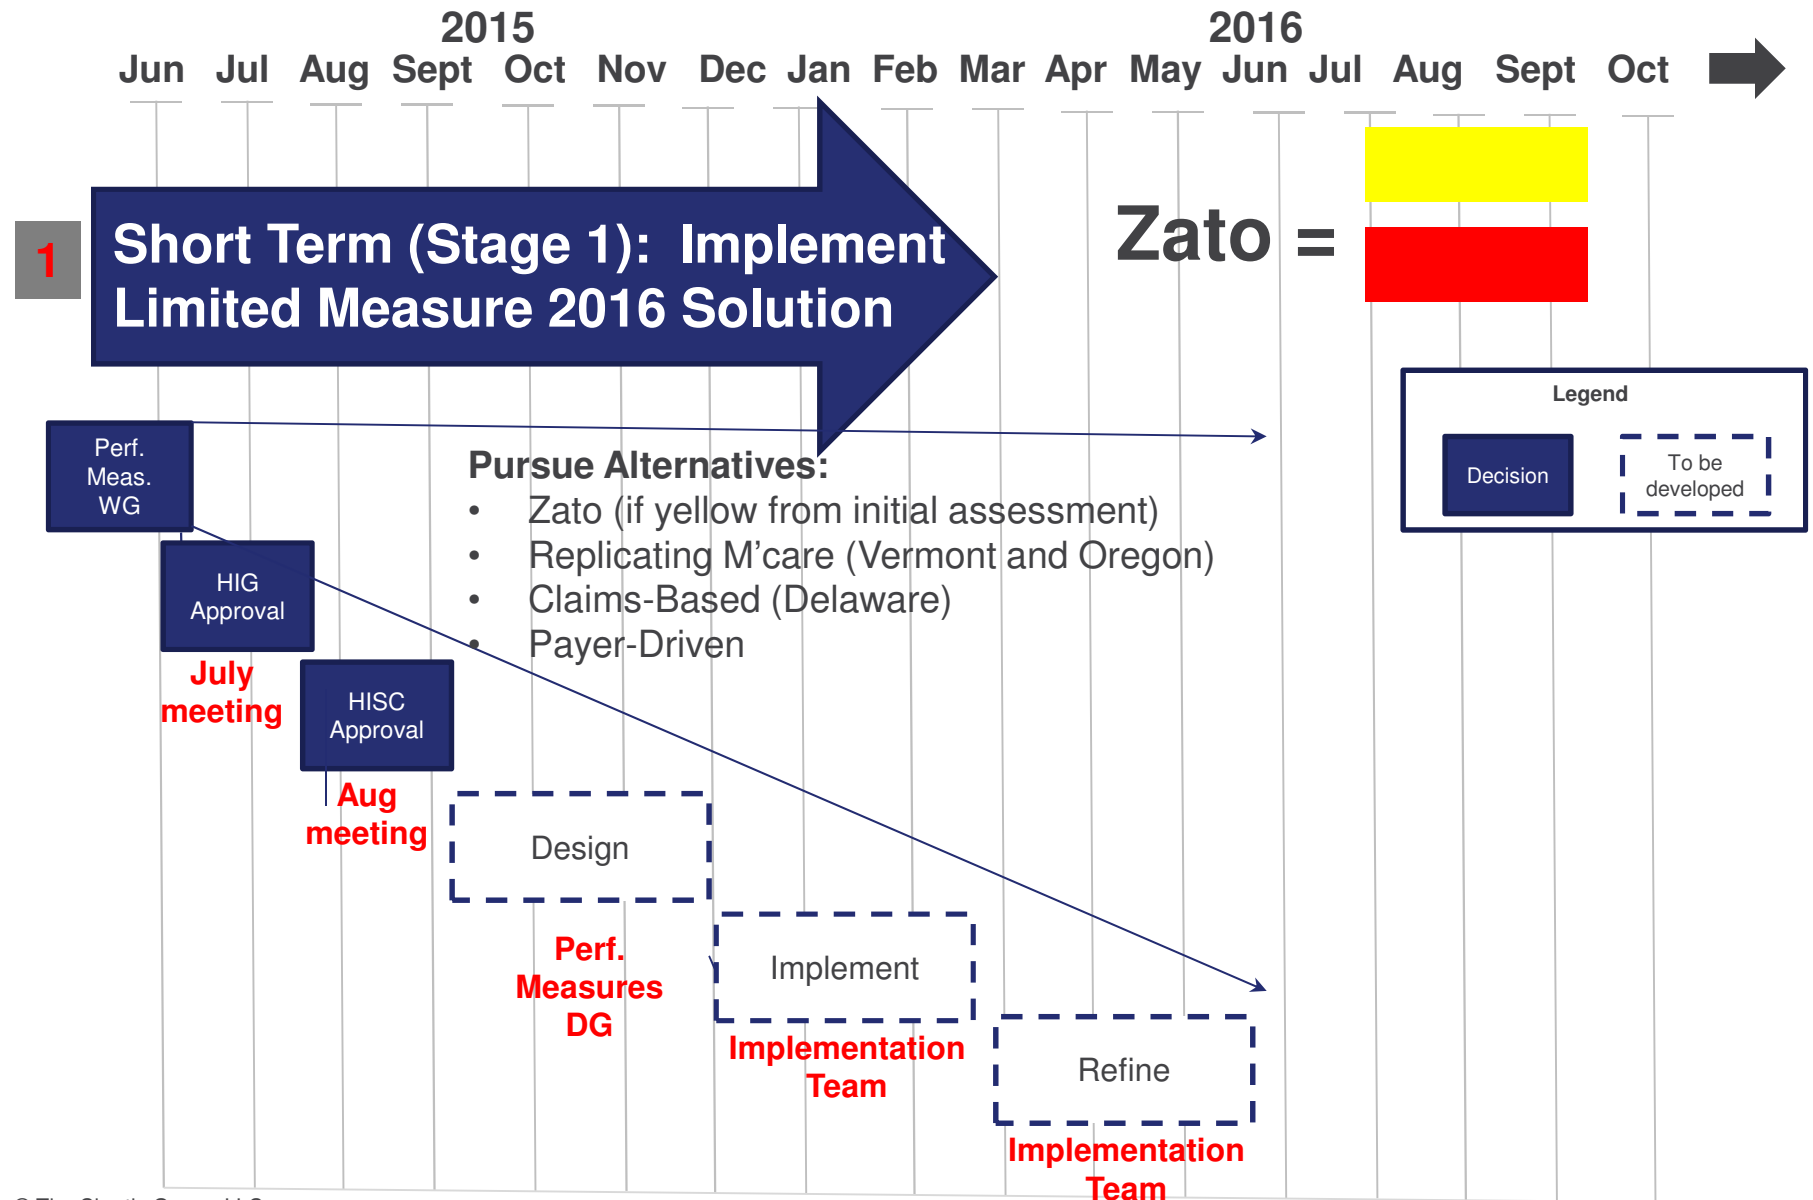 2015 2016
Jun Jul Aug Sept Oct Nov Dec Jan Feb Mar Apr May Jun Jul Aug Sept Oct
1
Short Term (Stage 1): Implement
Limited Measure 2016 Solution
Zato =
Legend
Decision
To be
developed
Perf.
Meas.
WG
Pursue Alternatives:
• Zato (if yellow from initial assessment)
• Replicating M’care (Vermont and Oregon)
• Claims-Based (Delaware)
• Payer-Driven
HIG
Approval
July
meeting
HISC
Approval
Aug
meeting
Design
Perf.
Measures
DG
Implement
Implementation
Team
Refine
Implementation
Team